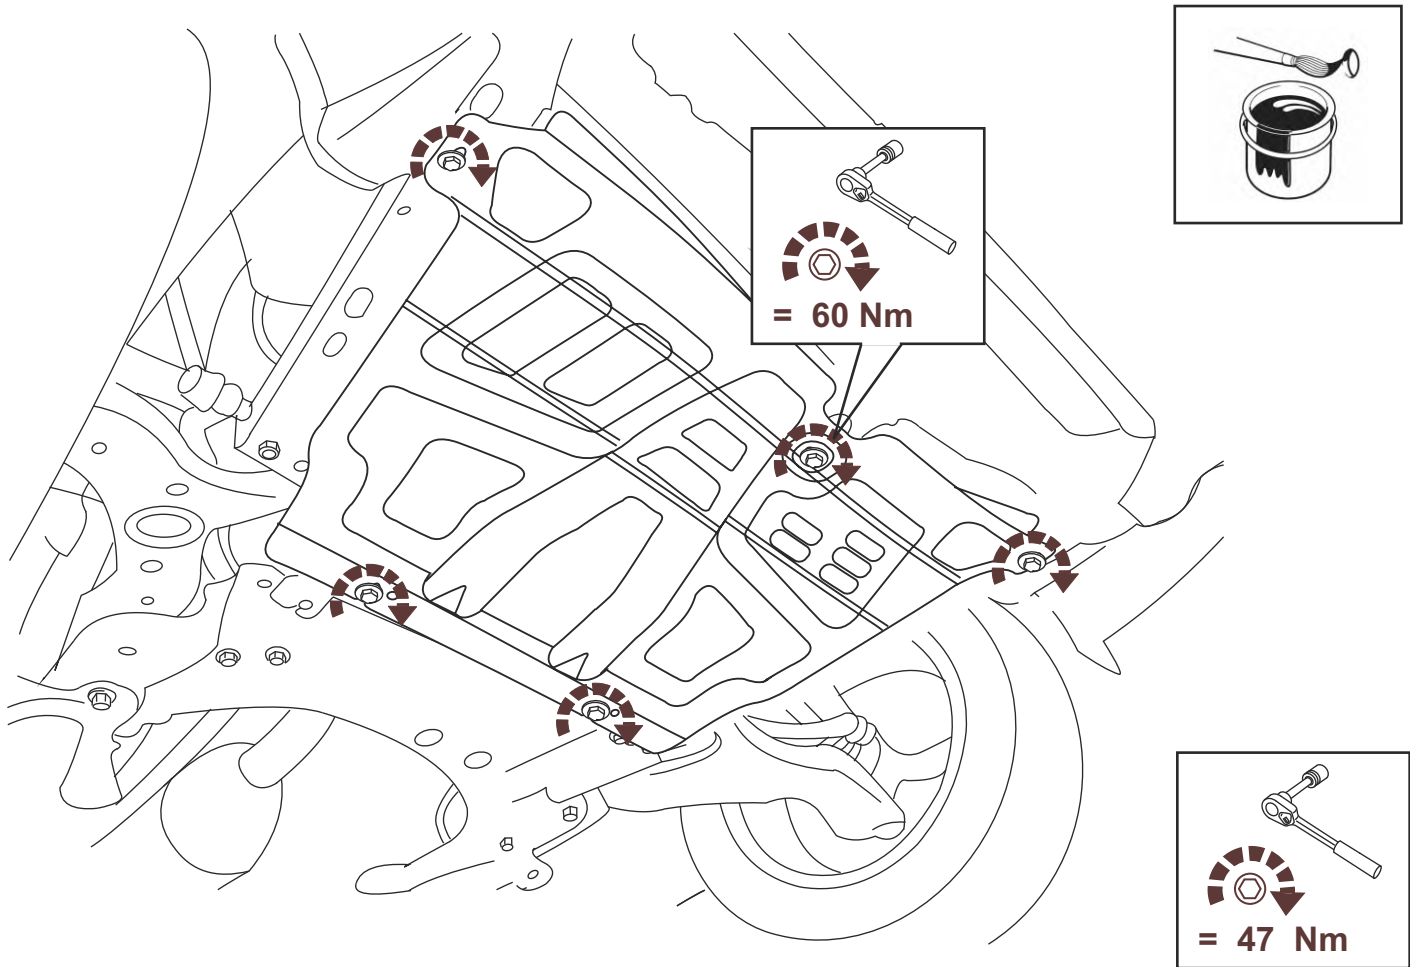 = 60 Nm
= 47 Nm